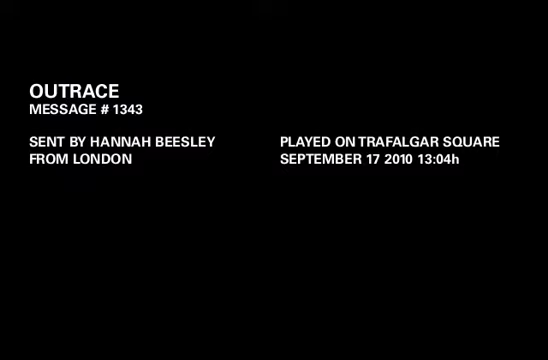 OUTRACE
MESSAGE # 1343
SENT BY HANNAH BEESLEY
FROM LONDON
PLAYED ON TRAFALGAR SQUARE
SEPTEMBER 17 2010 13:04h